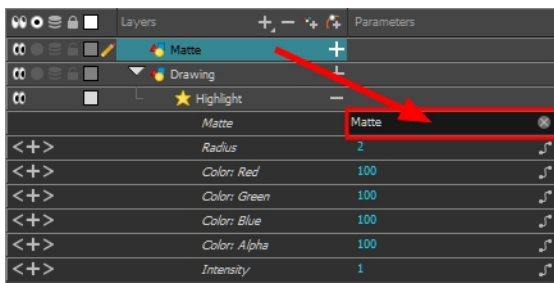 Layers Parameters
Matte
Drawing
Highlight
Matte Matte
Radius 2
Color: Red 100
Color: Green 100
Color: Blue 100
Color: Alpha 100
Intensity 1